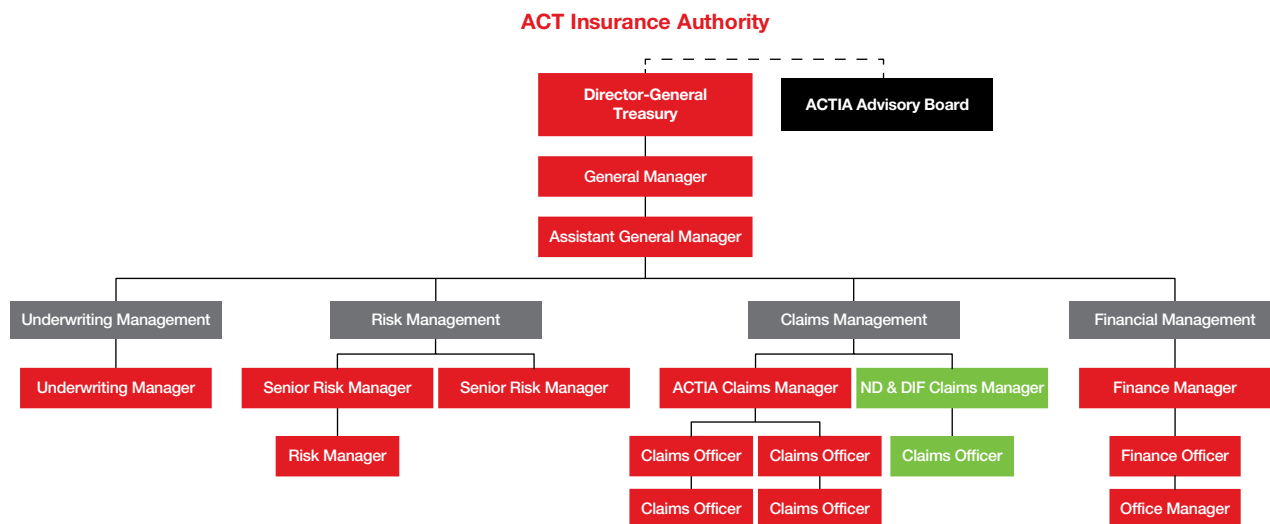 ACT Insurance Authority
Director-General
Treasury
ACTIA Advisory Board
General Manager
Assistant General Manager
Underwriting Management
Risk Management
Claims Management
Financial Management
Underwriting Manager
Senior Risk Manager
Senior Risk Manager
ACTIA Claims Manager
ND & DIF Claims Manager
Finance Manager
Risk Manager
Claims Officer
Claims Officer
Claims Officer
Finance Officer
Claims Officer
Claims Officer
Office Manager